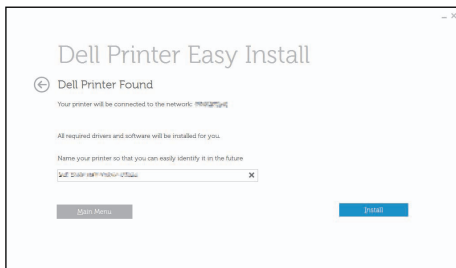 Dell Printer Easy Install
Dell Printer Found
Your printer will be connected to the network:
All required drivers and software will be installed for you.
Name your printer so that you can easily identify it in the future
Main Menu
Install